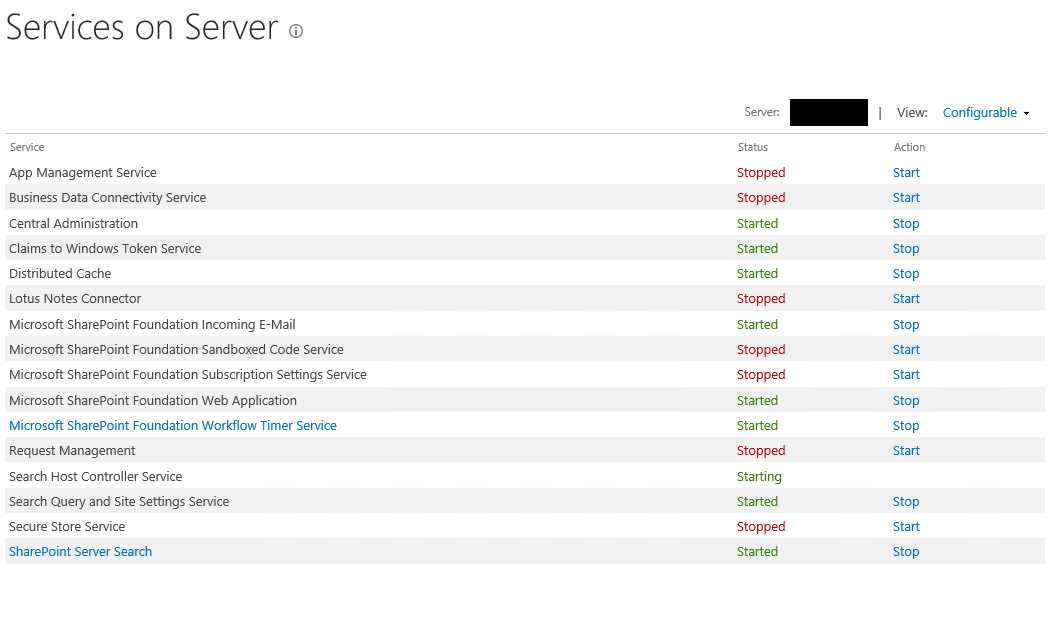 Services on Server
Server: | View: Configurable
Service Status Action
App Management Service Stopped Start
Business Data Connectivity Service Stopped Start
Central Administration Started Stop
Claims to Windows Token Service Started Stop
Distributed Cache Started Stop
Lotus Notes Connector Stopped Start
Microsoft SharePoint Foundation Incoming E-Mail Started Stop
Microsoft SharePoint Foundation Sandboxed Code Service Stopped Start
Microsoft SharePoint Foundation Subscription Settings Service Stopped Start
Microsoft SharePoint Foundation Web Application Started Stop
Microsoft SharePoint Foundation Workflow Timer Service Started Stop
Request Management Stopped Start
Search Host Controller Service Starting
Search Query and Site Settings Service Started Stop
Secure Store Service Stopped Start
SharePoint Server Search Started Stop